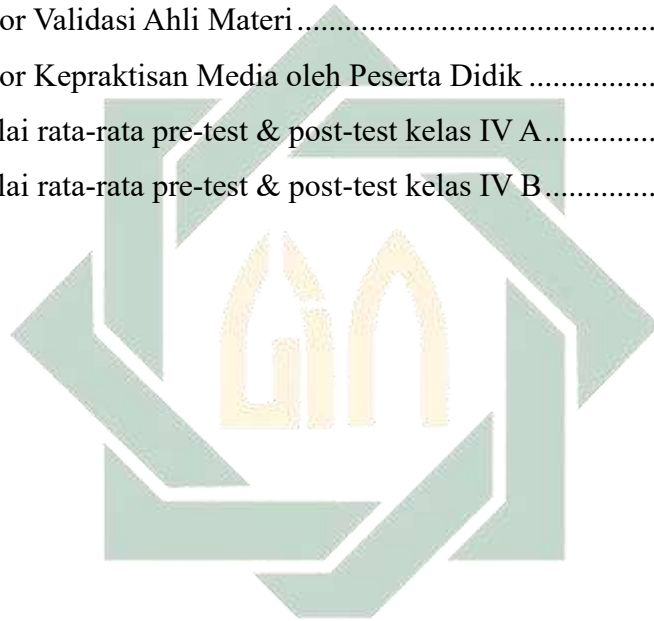 or Validasi Ahli Materi..............................................
or Kepraktisan Media oleh Peserta Didik ................
lai rata-rata pre-test & post-test kelas IV A..............
lai rata-rata pre-test & post-test kelas IV B..............
uin